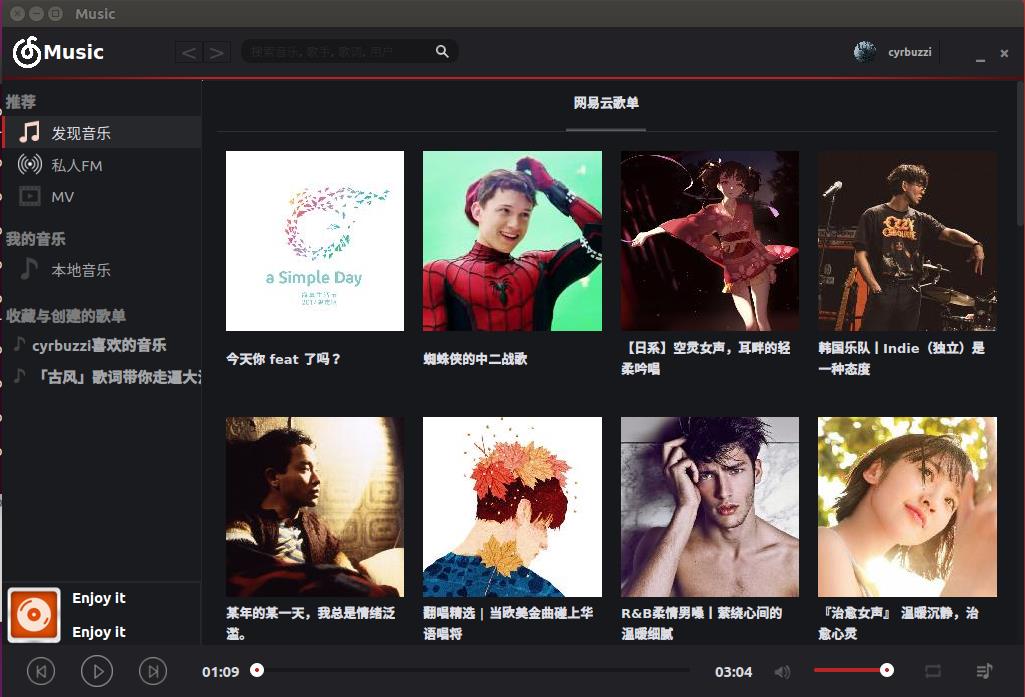 Music
Music
< >
搜索音乐, 歌手, 歌词, 用户
cyrbuzzi
推荐
发现音乐
私人FM
MV
我的音乐
本地音乐
收藏与创建的歌单
cyrbuzzi喜欢的音乐
「古风」歌词带你走遍大
网易云歌单
a Simple Day
今天你 feat 了吗？
蜘蛛侠的中二战歌
【日系】空灵女声，耳畔的轻
柔吟唱
OZZY
韩国乐队丨Indie（独立）是
一种态度
某年的某一天，我总是情绪泛
滥。
翻唱精选 | 当欧美金曲碰上华
语唱将
R&B柔情男嗓丨萦绕心间的
温暖细腻
『治愈女声』 温暖沉静，治
愈心灵
Enjoy it
Enjoy it
01:09
03:04